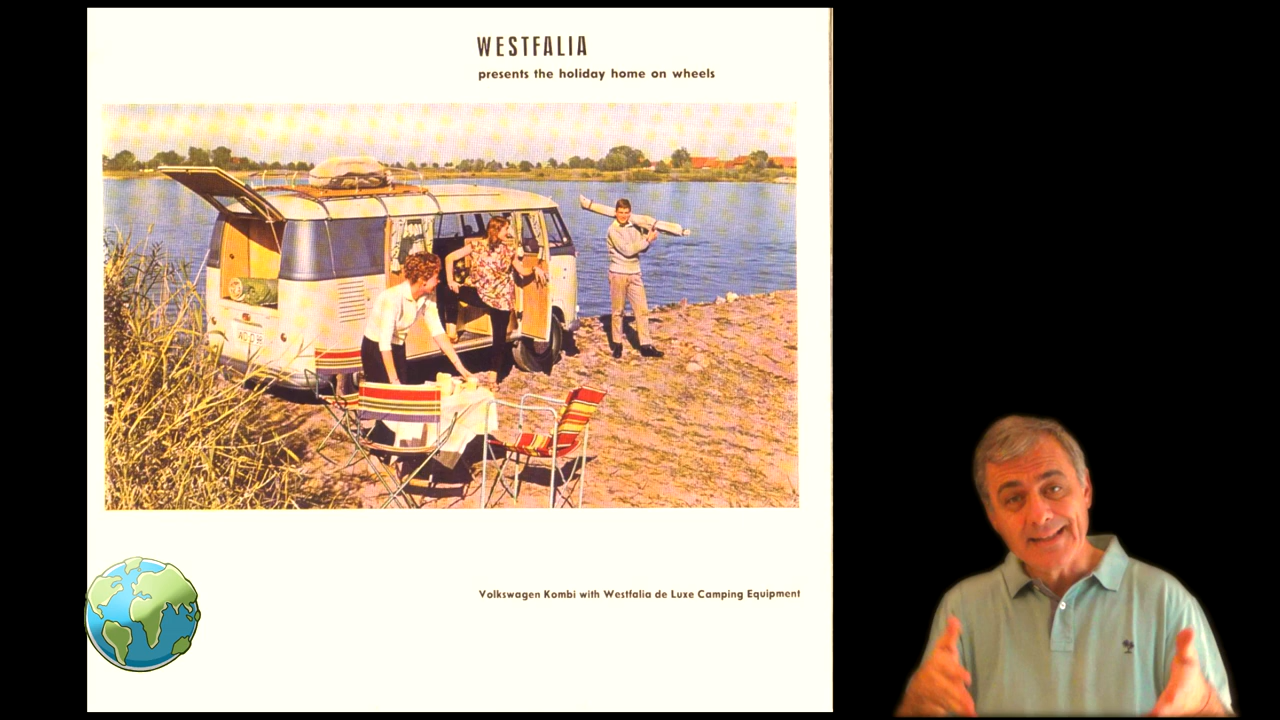 WESTFALIA
presents the holiday home on wheels
Volkswagen Kombi with Westfalia de Luxe Camping Equipment